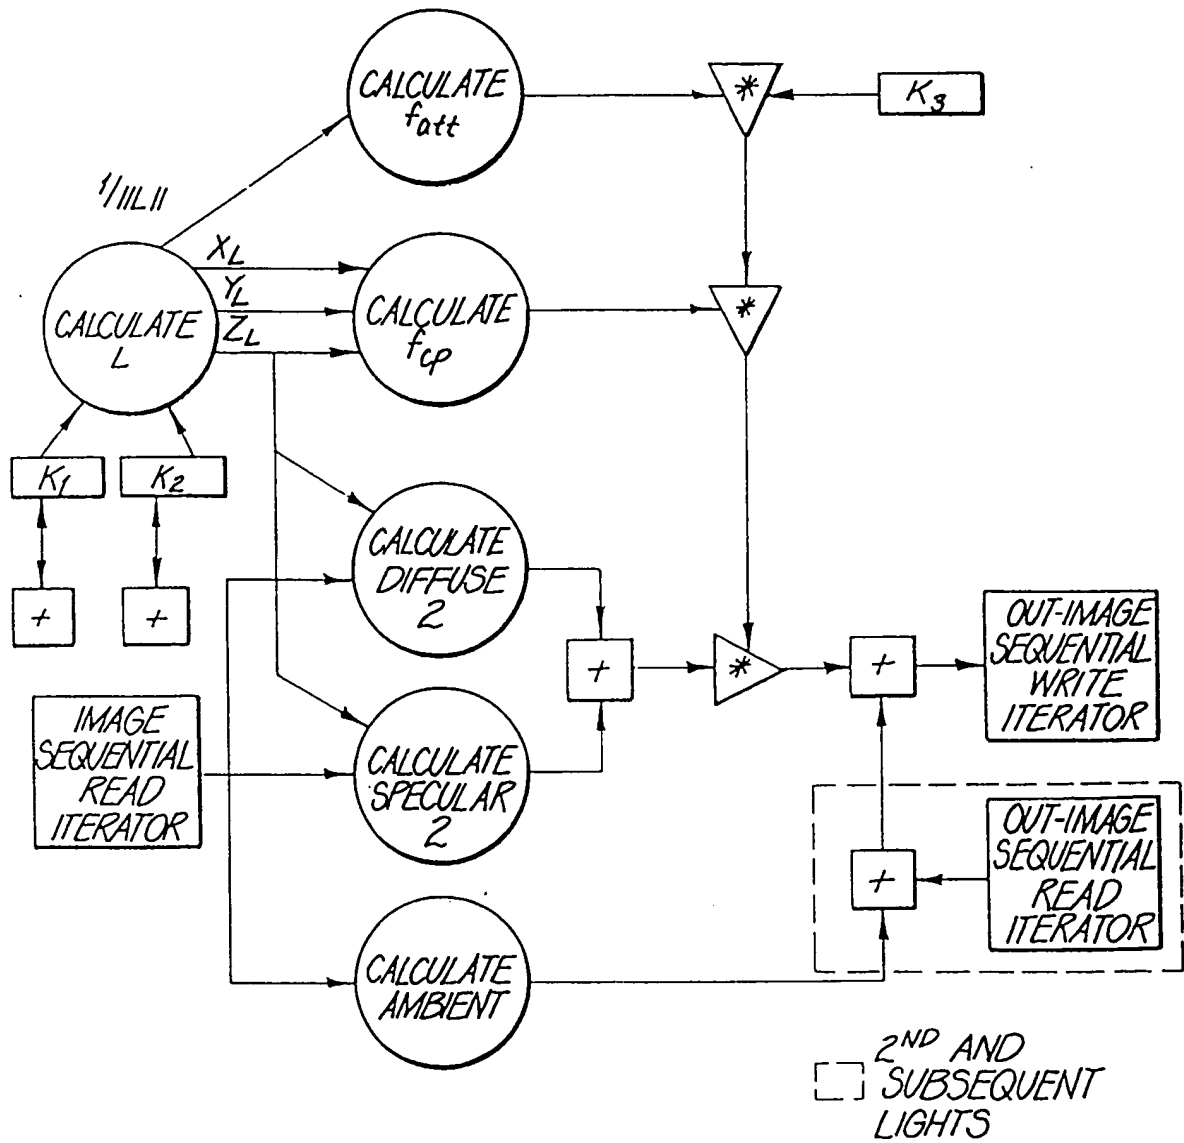 CALCULATE
fatt
*
K3
1/||L||
XL
YL
ZL
CALCULATE
L
CALCULATE
fcp
*
K1
K2
+
+
CALCULATE
DIFFUSE
2
+
*
+
OUT-IMAGE
SEQUENTIAL
WRITE
ITERATOR
IMAGE
SEQUENTIAL
READ
ITERATOR
CALCULATE
SPECULAR
2
+
OUT-IMAGE
SEQUENTIAL
READ
ITERATOR
CALCULATE
AMBIENT
2ND AND
SUBSEQUENT
LIGHTS